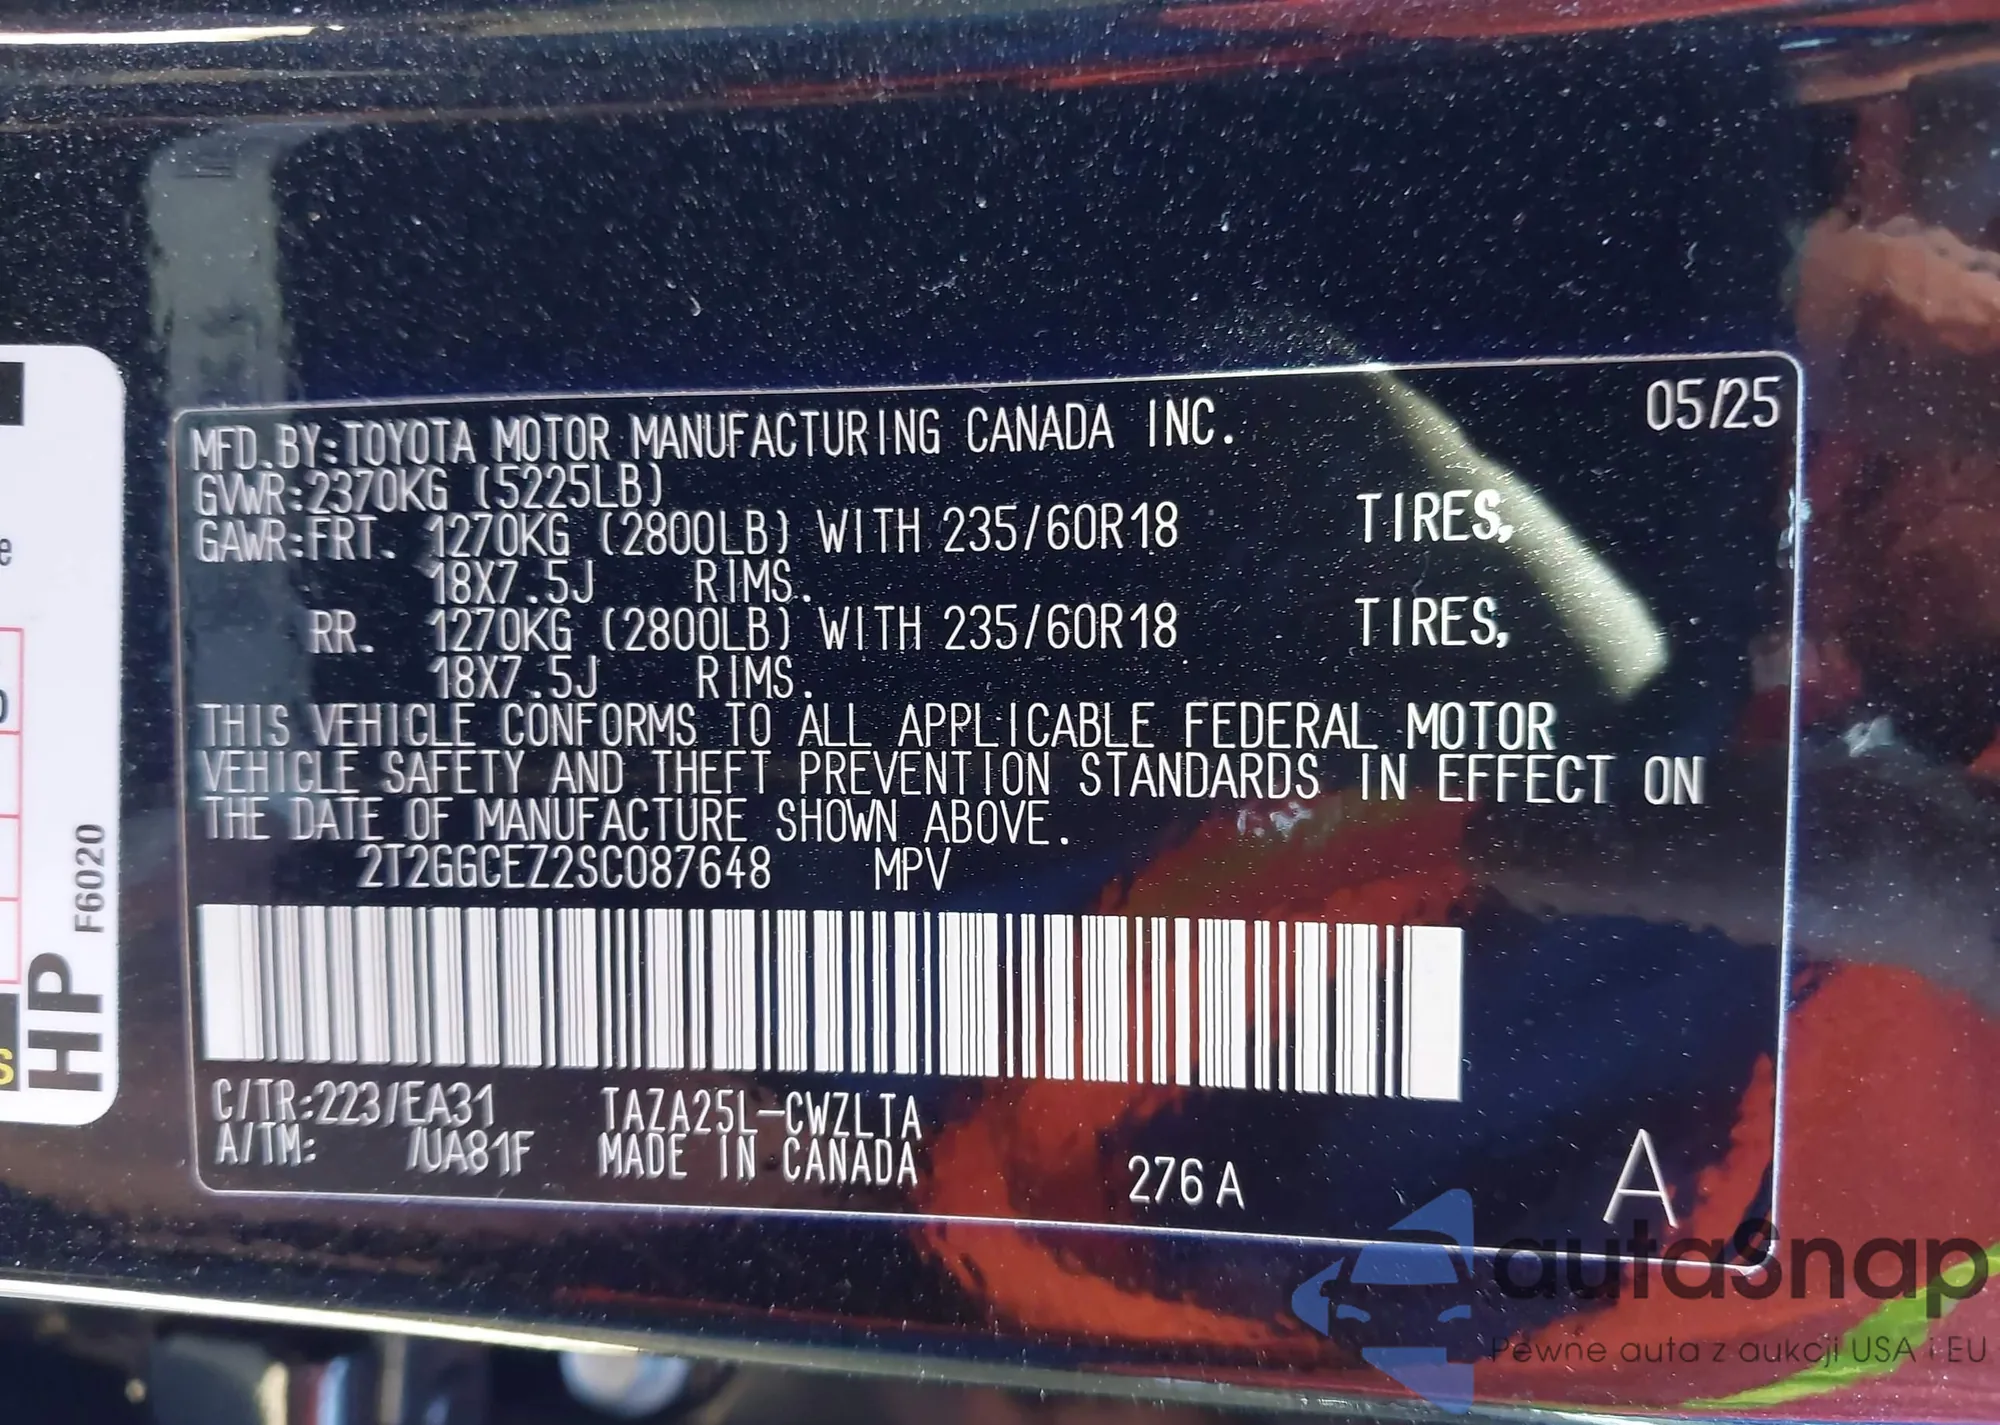 05/25
MFD. BY:TOYOTA MOTOR MANUFACTURING CANADA INC.
GVWR:2370KG (5225LB)
GAWR:FRT. 1270KG (2800LB) WITH 235/60R18 TIRES,
18X7.5J RIMS.
RR. 1270KG (2800LB) WITH 235/60R18 TIRES,
18X7.5J RIMS.
THIS VEHICLE CONFORMS TO ALL APPLICABLE FEDERAL MOTOR
VEHICLE SAFETY AND THEFT PREVENTION STANDARDS IN EFFECT ON
THE DATE OF MANUFACTURE SHOWN ABOVE.
2T2GGCEZ2SC087648 MPV
C/TR:223/EA31 TAZA25L-CWZLTA
A/TM: /UA81F MADE IN CANADA
276 A
A
HP F6020
autaSnap
Pewne auta z aukcji USA i EU